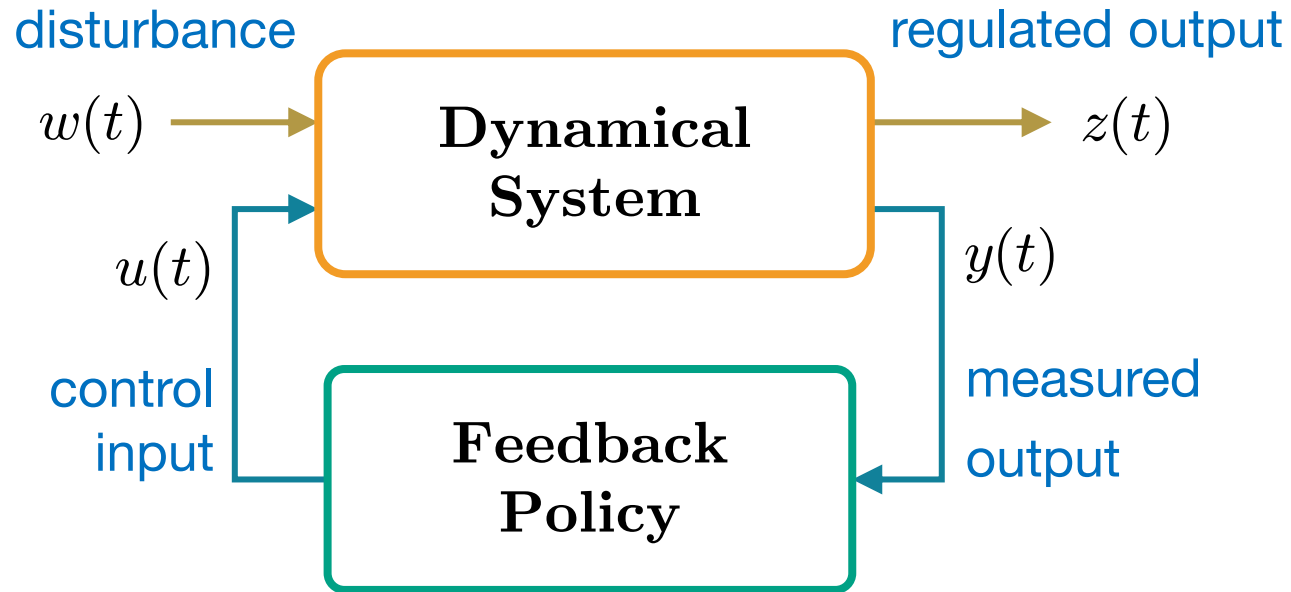 disturbance
regulated output
w(t)
Dynamical
System
z(t)
u(t)
y(t)
control
input
Feedback
Policy
measured
output